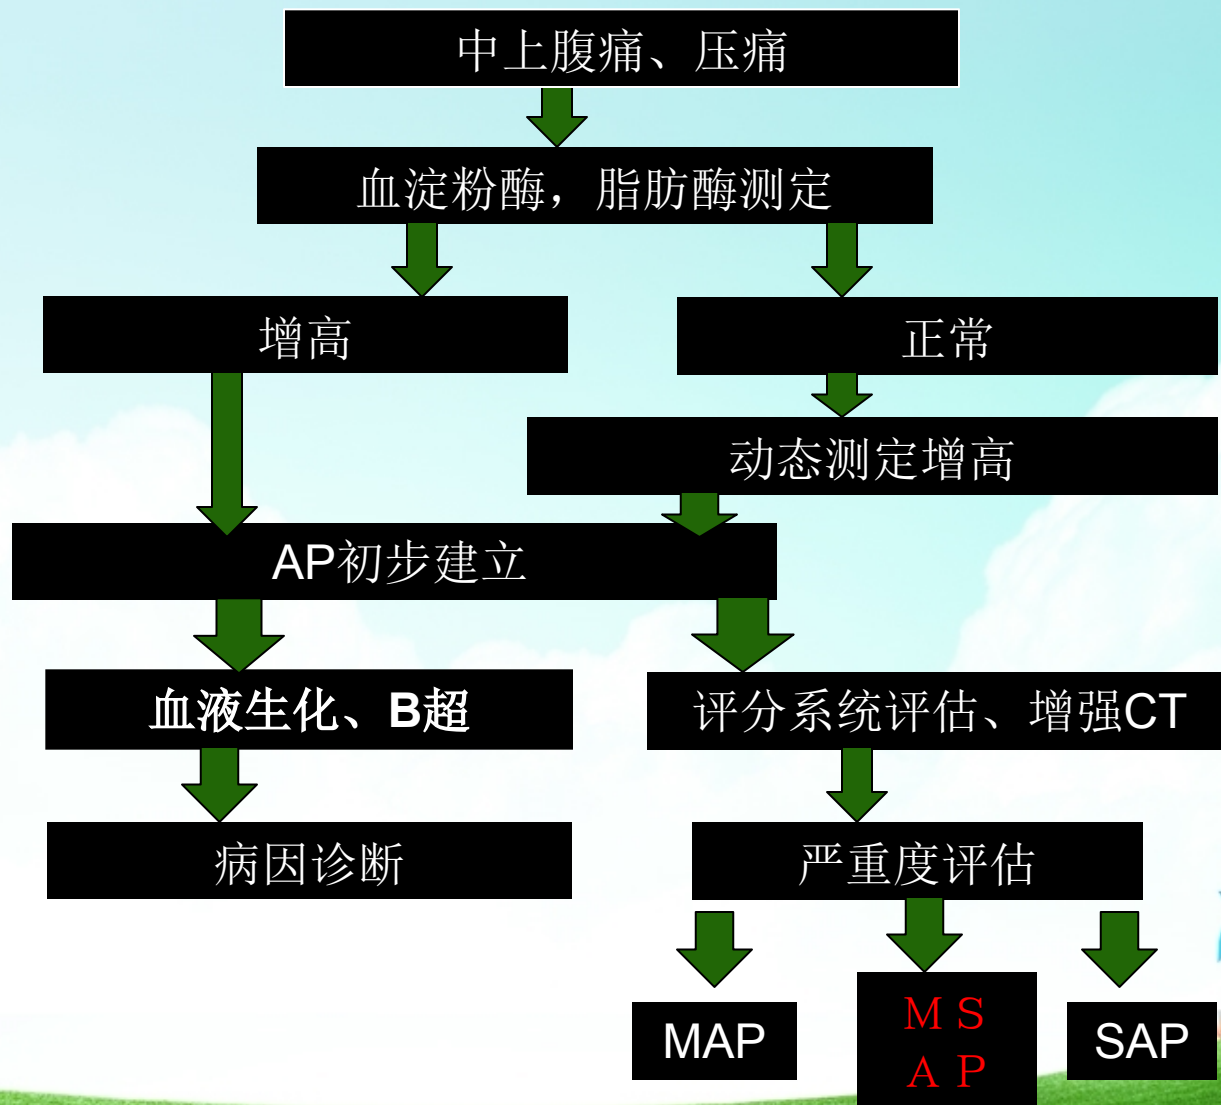 中上腹痛、压痛
血淀粉酶，脂肪酶测定
增高
正常
动态测定增高
AP初步建立
血液生化、B超
评分系统评估、增强CT
病因诊断
严重度评估
MAP
M S
A P
SAP